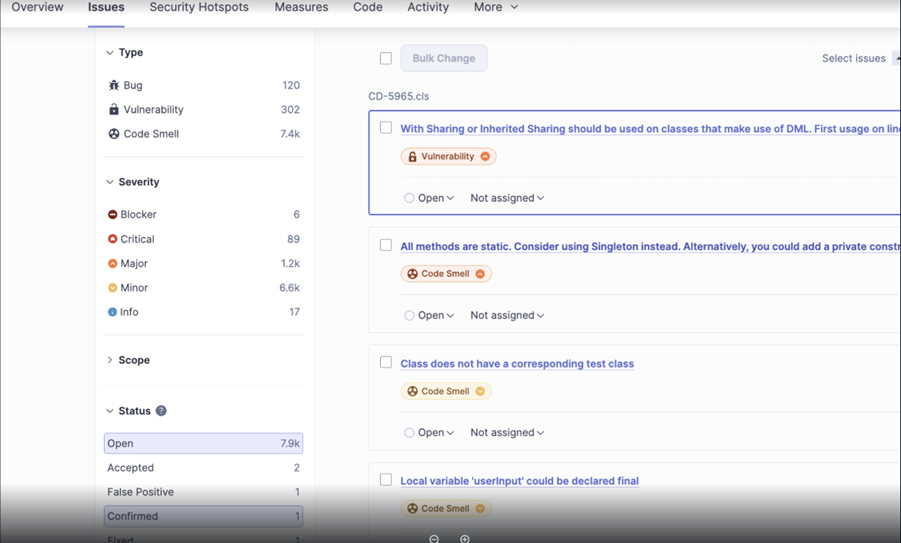 Overview Issues Security Hotspots Measures Code Activity More
Type
Bug 120
Vulnerability 302
Code Smell 7.4k
Severity
Blocker 6
Critical 89
Major 1.2k
Minor 6.6k
Info 17
Scope
Status ?
Open 7.9k
Accepted 2
False Positive 1
Confirmed 1
Fixed 1
Bulk Change
Select issues
CD-5965.cls
With Sharing or Inherited Sharing should be used on classes that make use of DML. First usage on
Vulnerability
Open Not assigned
All methods are static. Consider using Singleton instead. Alternatively, you could add a private
Code Smell
Open Not assigned
Class does not have a corresponding test class
Code Smell
Open Not assigned
Local variable 'userInput' could be declared final
Code Smell